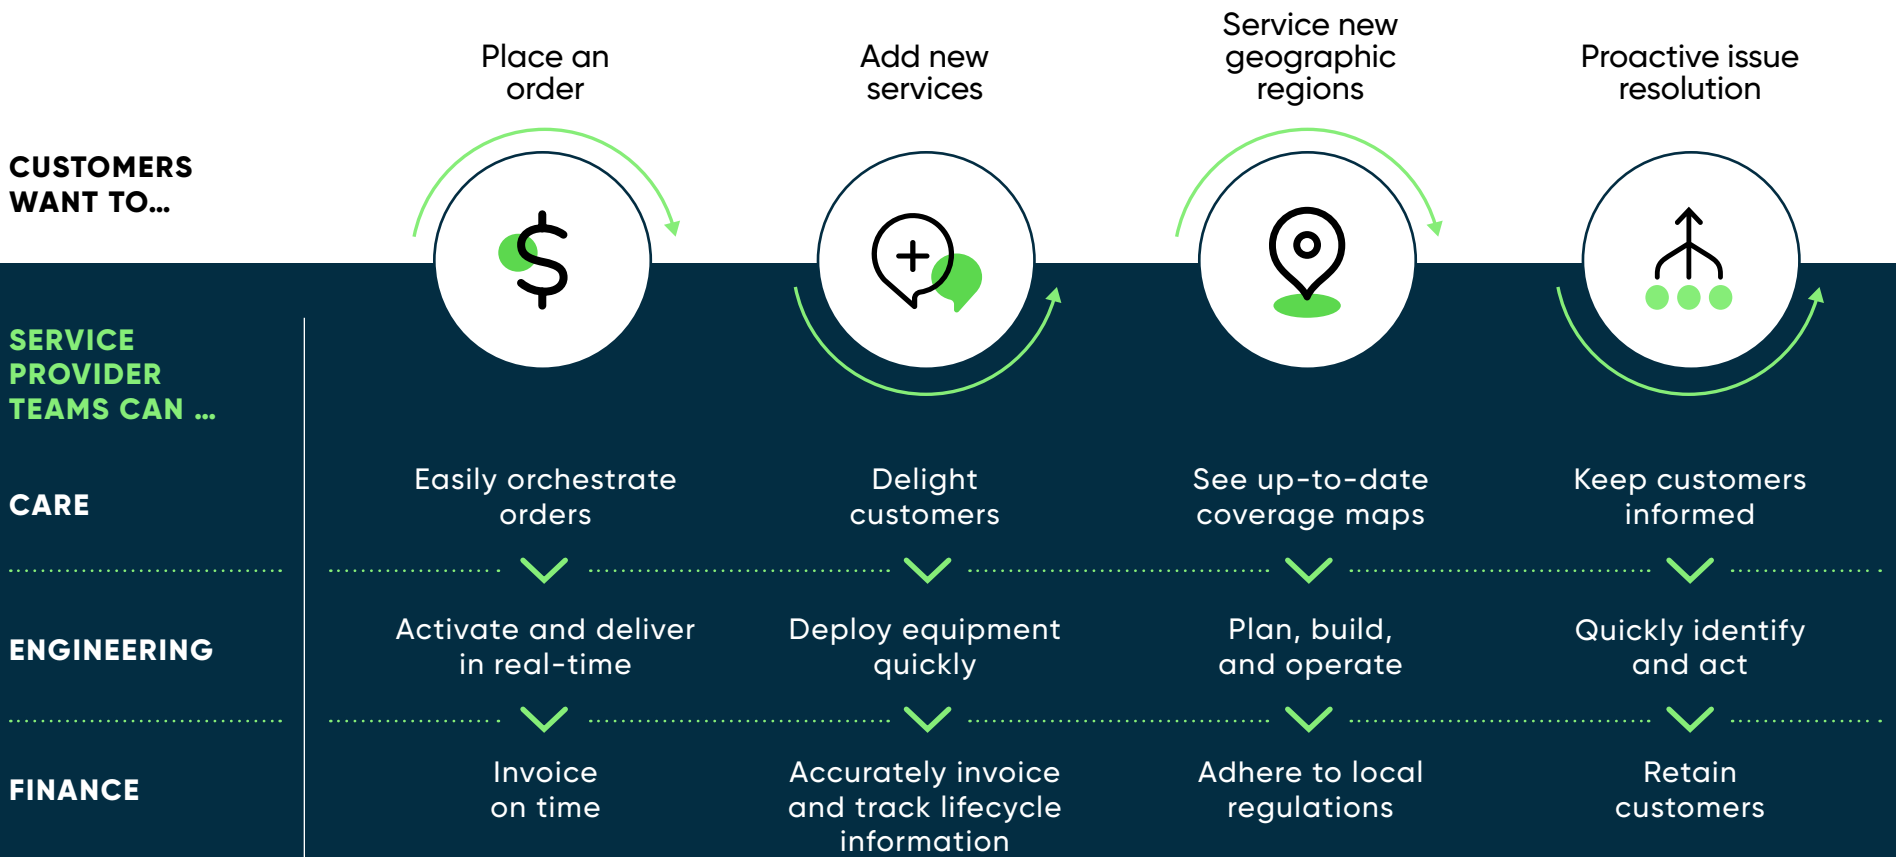 Place an
order
Add new
services
Service new
geographic
regions
Proactive issue
resolution
CUSTOMERS
WANT TO...
SERVICE
PROVIDER
TEAMS CAN ...
CARE
Easily orchestrate
orders
Delight
customers
See up-to-date
coverage maps
Keep customers
informed
ENGINEERING
Activate and deliver
in real-time
Deploy equipment
quickly
Plan, build,
and operate
Quickly identify
and act
FINANCE
Invoice
on time
Accurately invoice
and track lifecycle
information
Adhere to local
regulations
Retain
customers